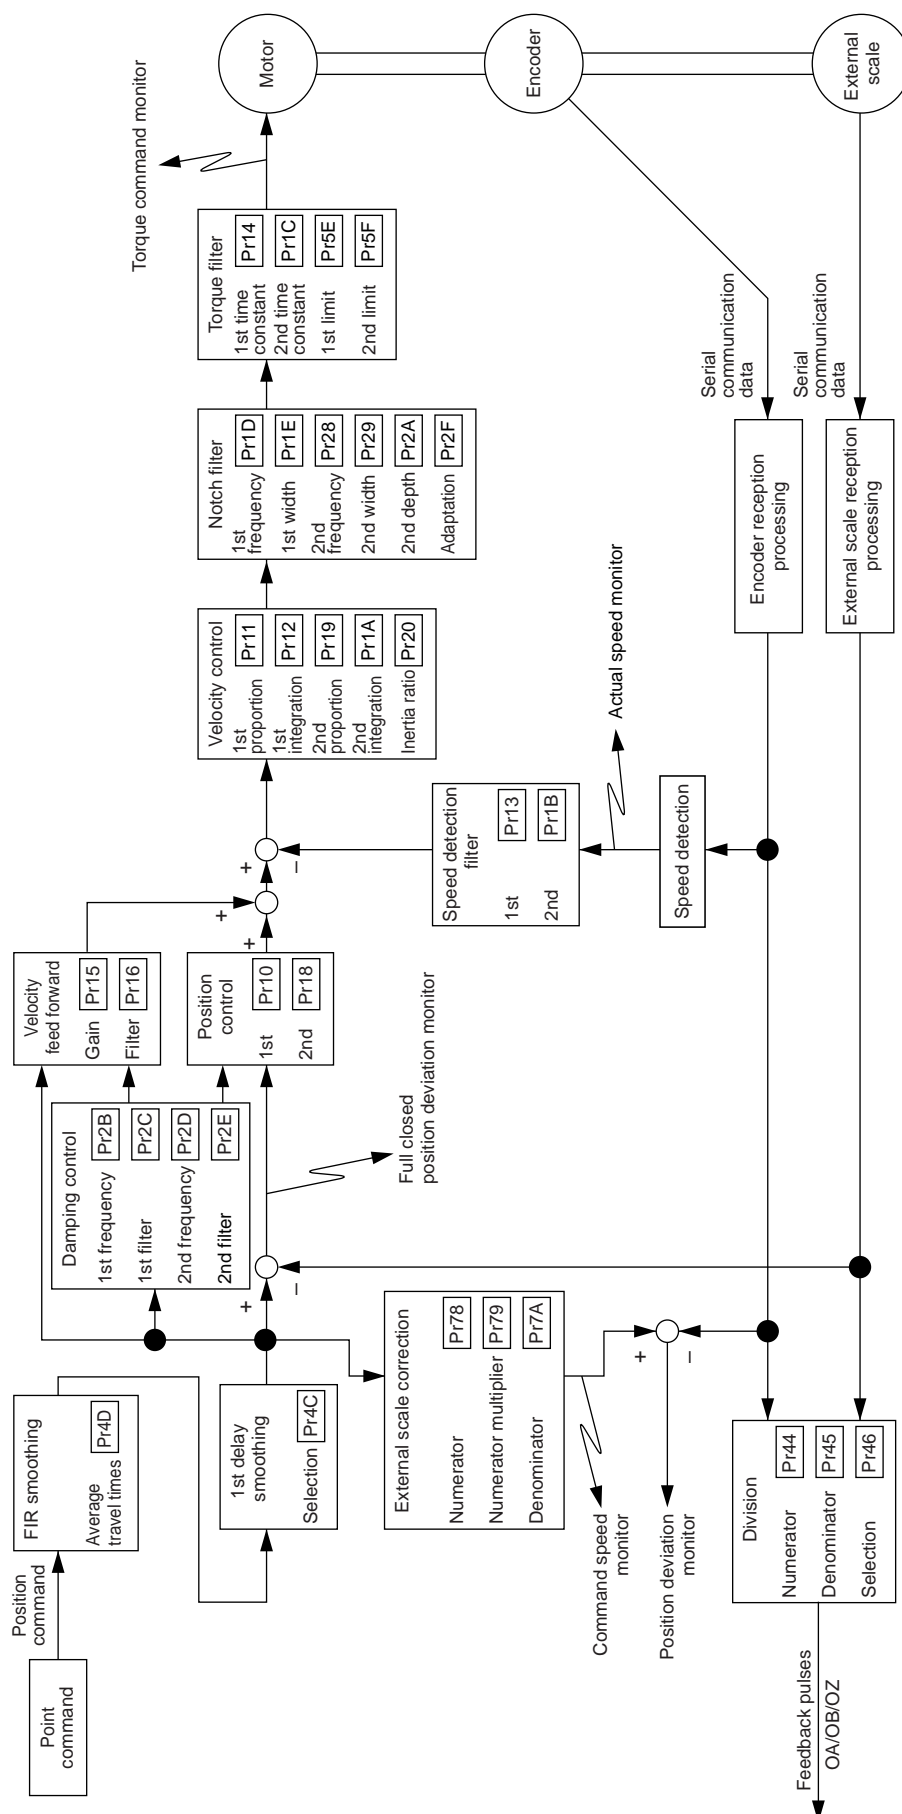 Point
command
Position
command
FIR smoothing
Average
travel times
Pr4D
1st delay
smoothing
Selection
Pr4C
Damping control
1st frequency
Pr2B
1st filter
Pr2C
2nd frequency
Pr2D
2nd filter
Pr2E
Velocity
feed forward
Gain
Pr15
Filter
Pr16
Position
control
1st
Pr10
2nd
Pr18
+
−
+
+
+
−
Full closed
position deviation monitor
Velocity control
1st
proportion
Pr11
1st
integration
Pr12
2nd
proportion
Pr19
2nd
integration
Pr1A
Inertia ratio
Pr20
Notch filter
1st
frequency
Pr1D
1st width
Pr1E
2nd
frequency
Pr28
2nd width
Pr29
2nd depth
Pr2A
Adaptation
Pr2F
Torque filter
1st time
constant
Pr14
2nd time
constant
Pr1C
1st limit
Pr5E
2nd limit
Pr5F
Torque command monitor
Motor
Encoder
External
scale
External scale correction
Numerator
Pr78
Numerator multiplier
Pr79
Denominator
Pr7A
Command speed
monitor
+
−
Position deviation
monitor
Speed detection
filter
1st
Pr13
2nd
Pr1B
Actual speed monitor
Speed detection
Serial
communication
data
Encoder reception
processing
Serial
communication
data
External scale reception
processing
Division
Numerator
Pr44
Denominator
Pr45
Selection
Pr46
Feedback pulses
OA/OB/OZ